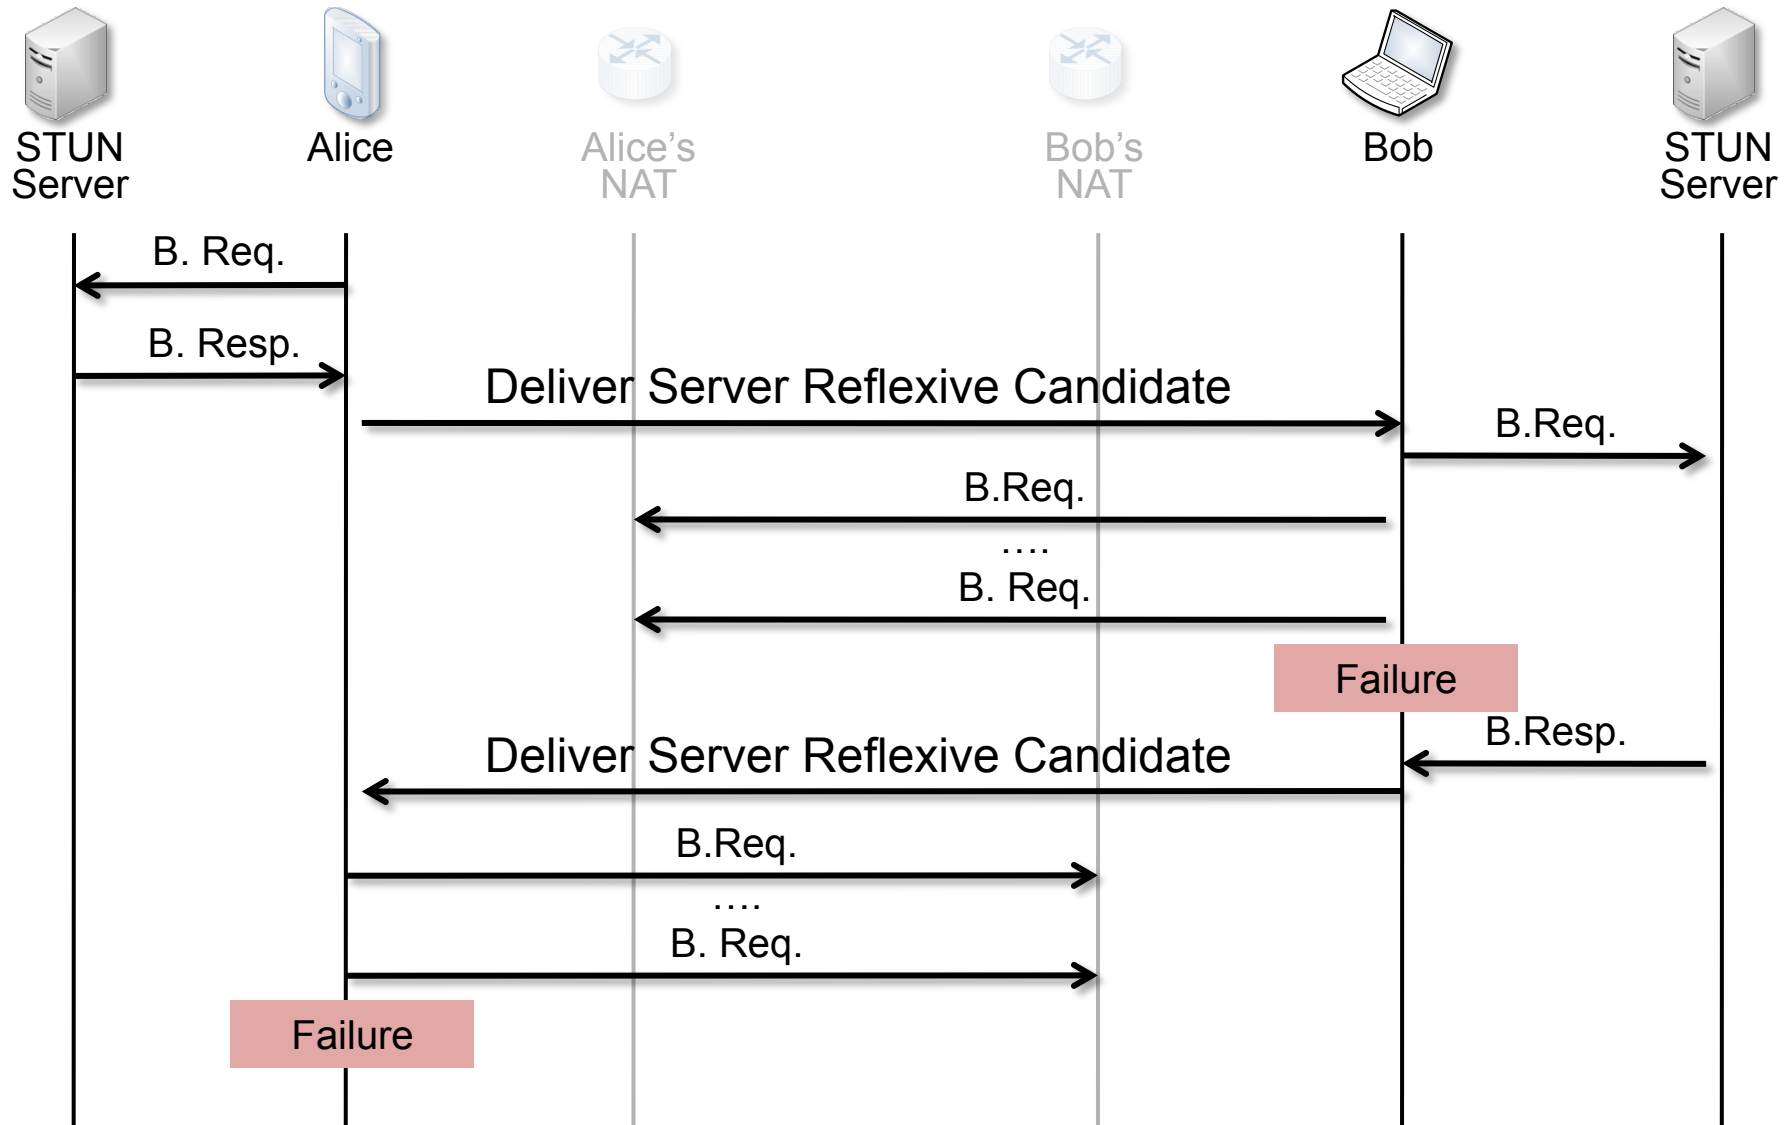 STUN
Server
Alice
Alice’s
NAT
Bob’s
NAT
Bob
STUN
Server
B. Req.
B. Resp.
Deliver Server Reflexive Candidate
B.Req.
B.Req.
....
B. Req.
Failure
B.Resp.
Deliver Server Reflexive Candidate
B.Req.
....
B. Req.
Failure